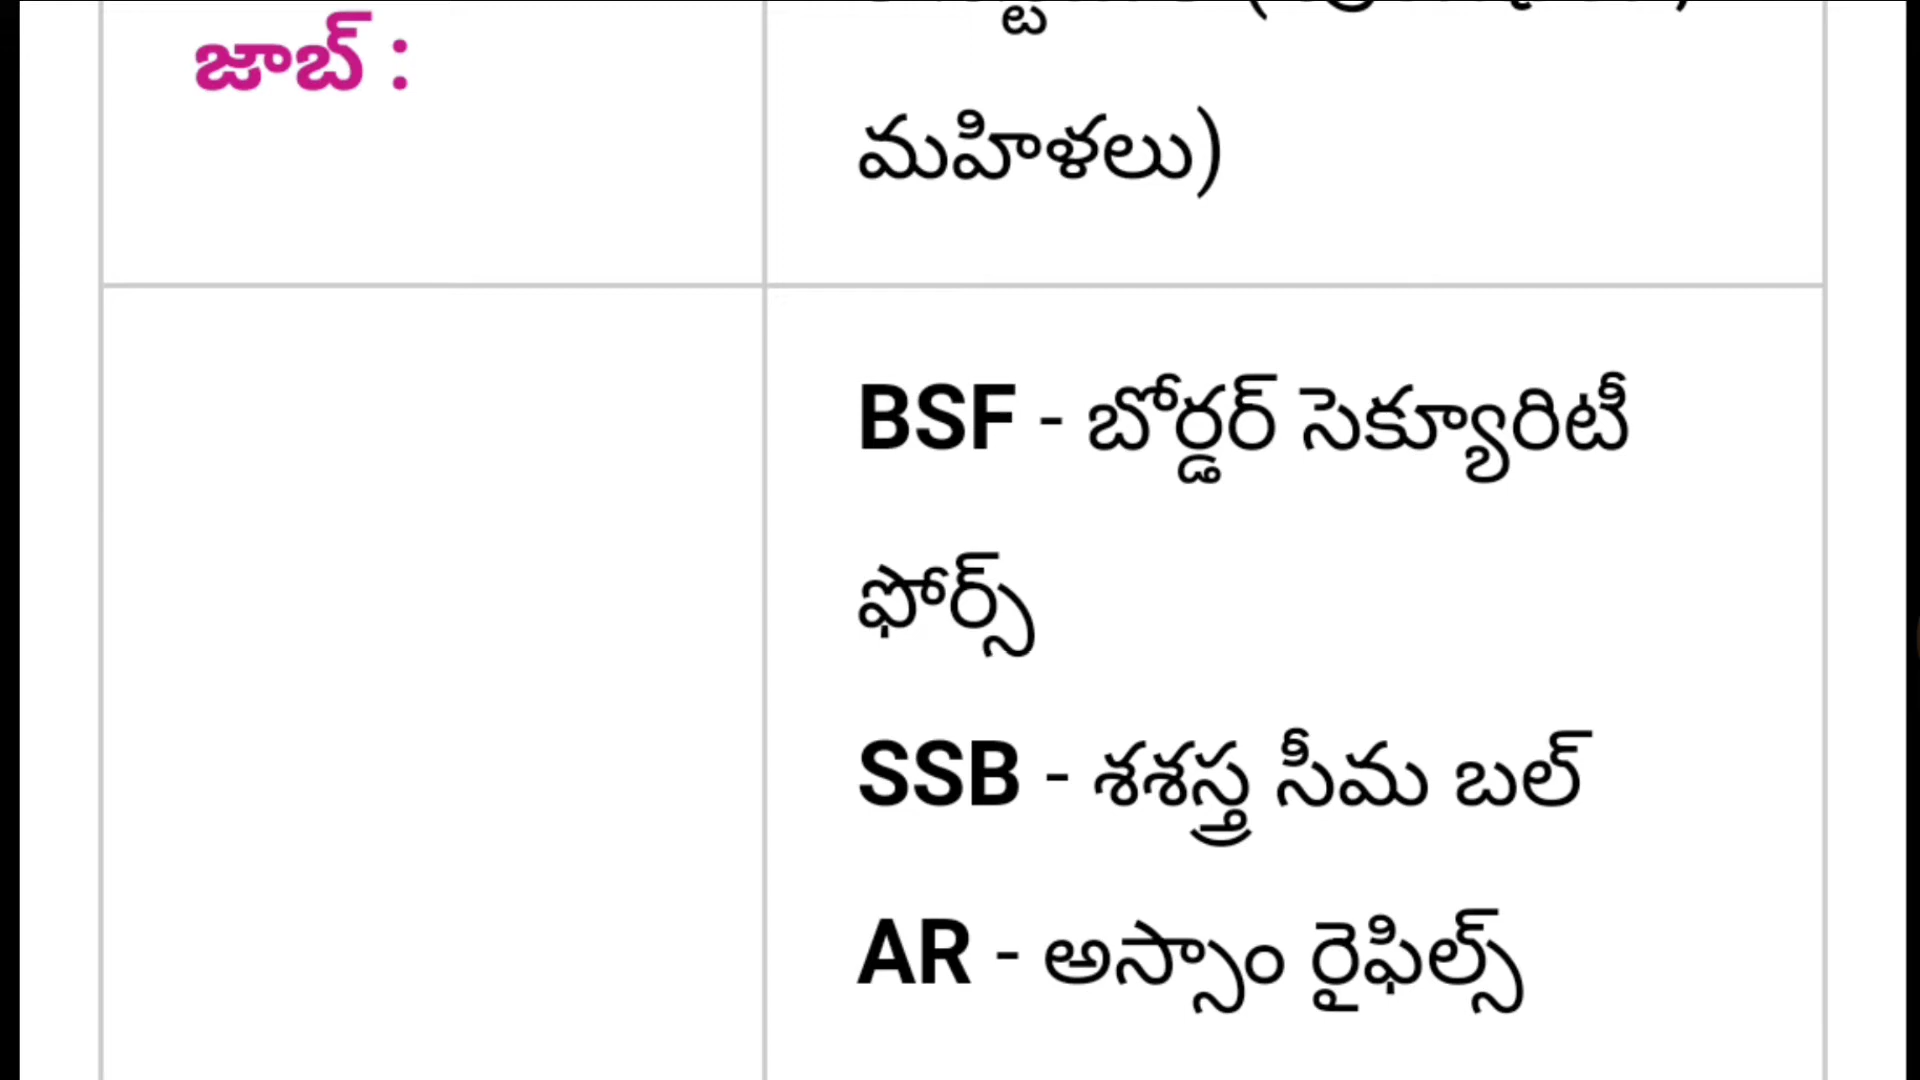 జాబ్ :
మహిళలు)
BSF - బోర్డర్ సెక్యూరిటీ
ఫోర్స్
SSB - శశస్త్ర సీమ బల్
AR - అస్సాం రైఫిల్స్